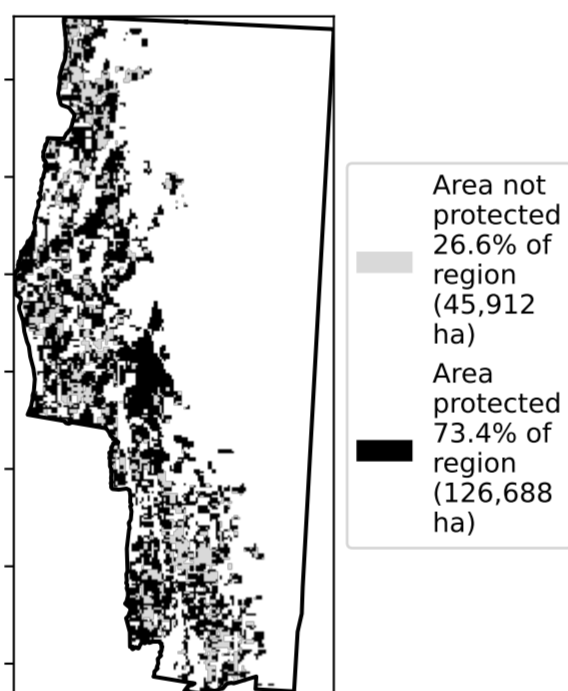 Area not
protected
26.6% of
region
(45,912
ha)
Area
protected
73.4% of
region
(126,688
ha)